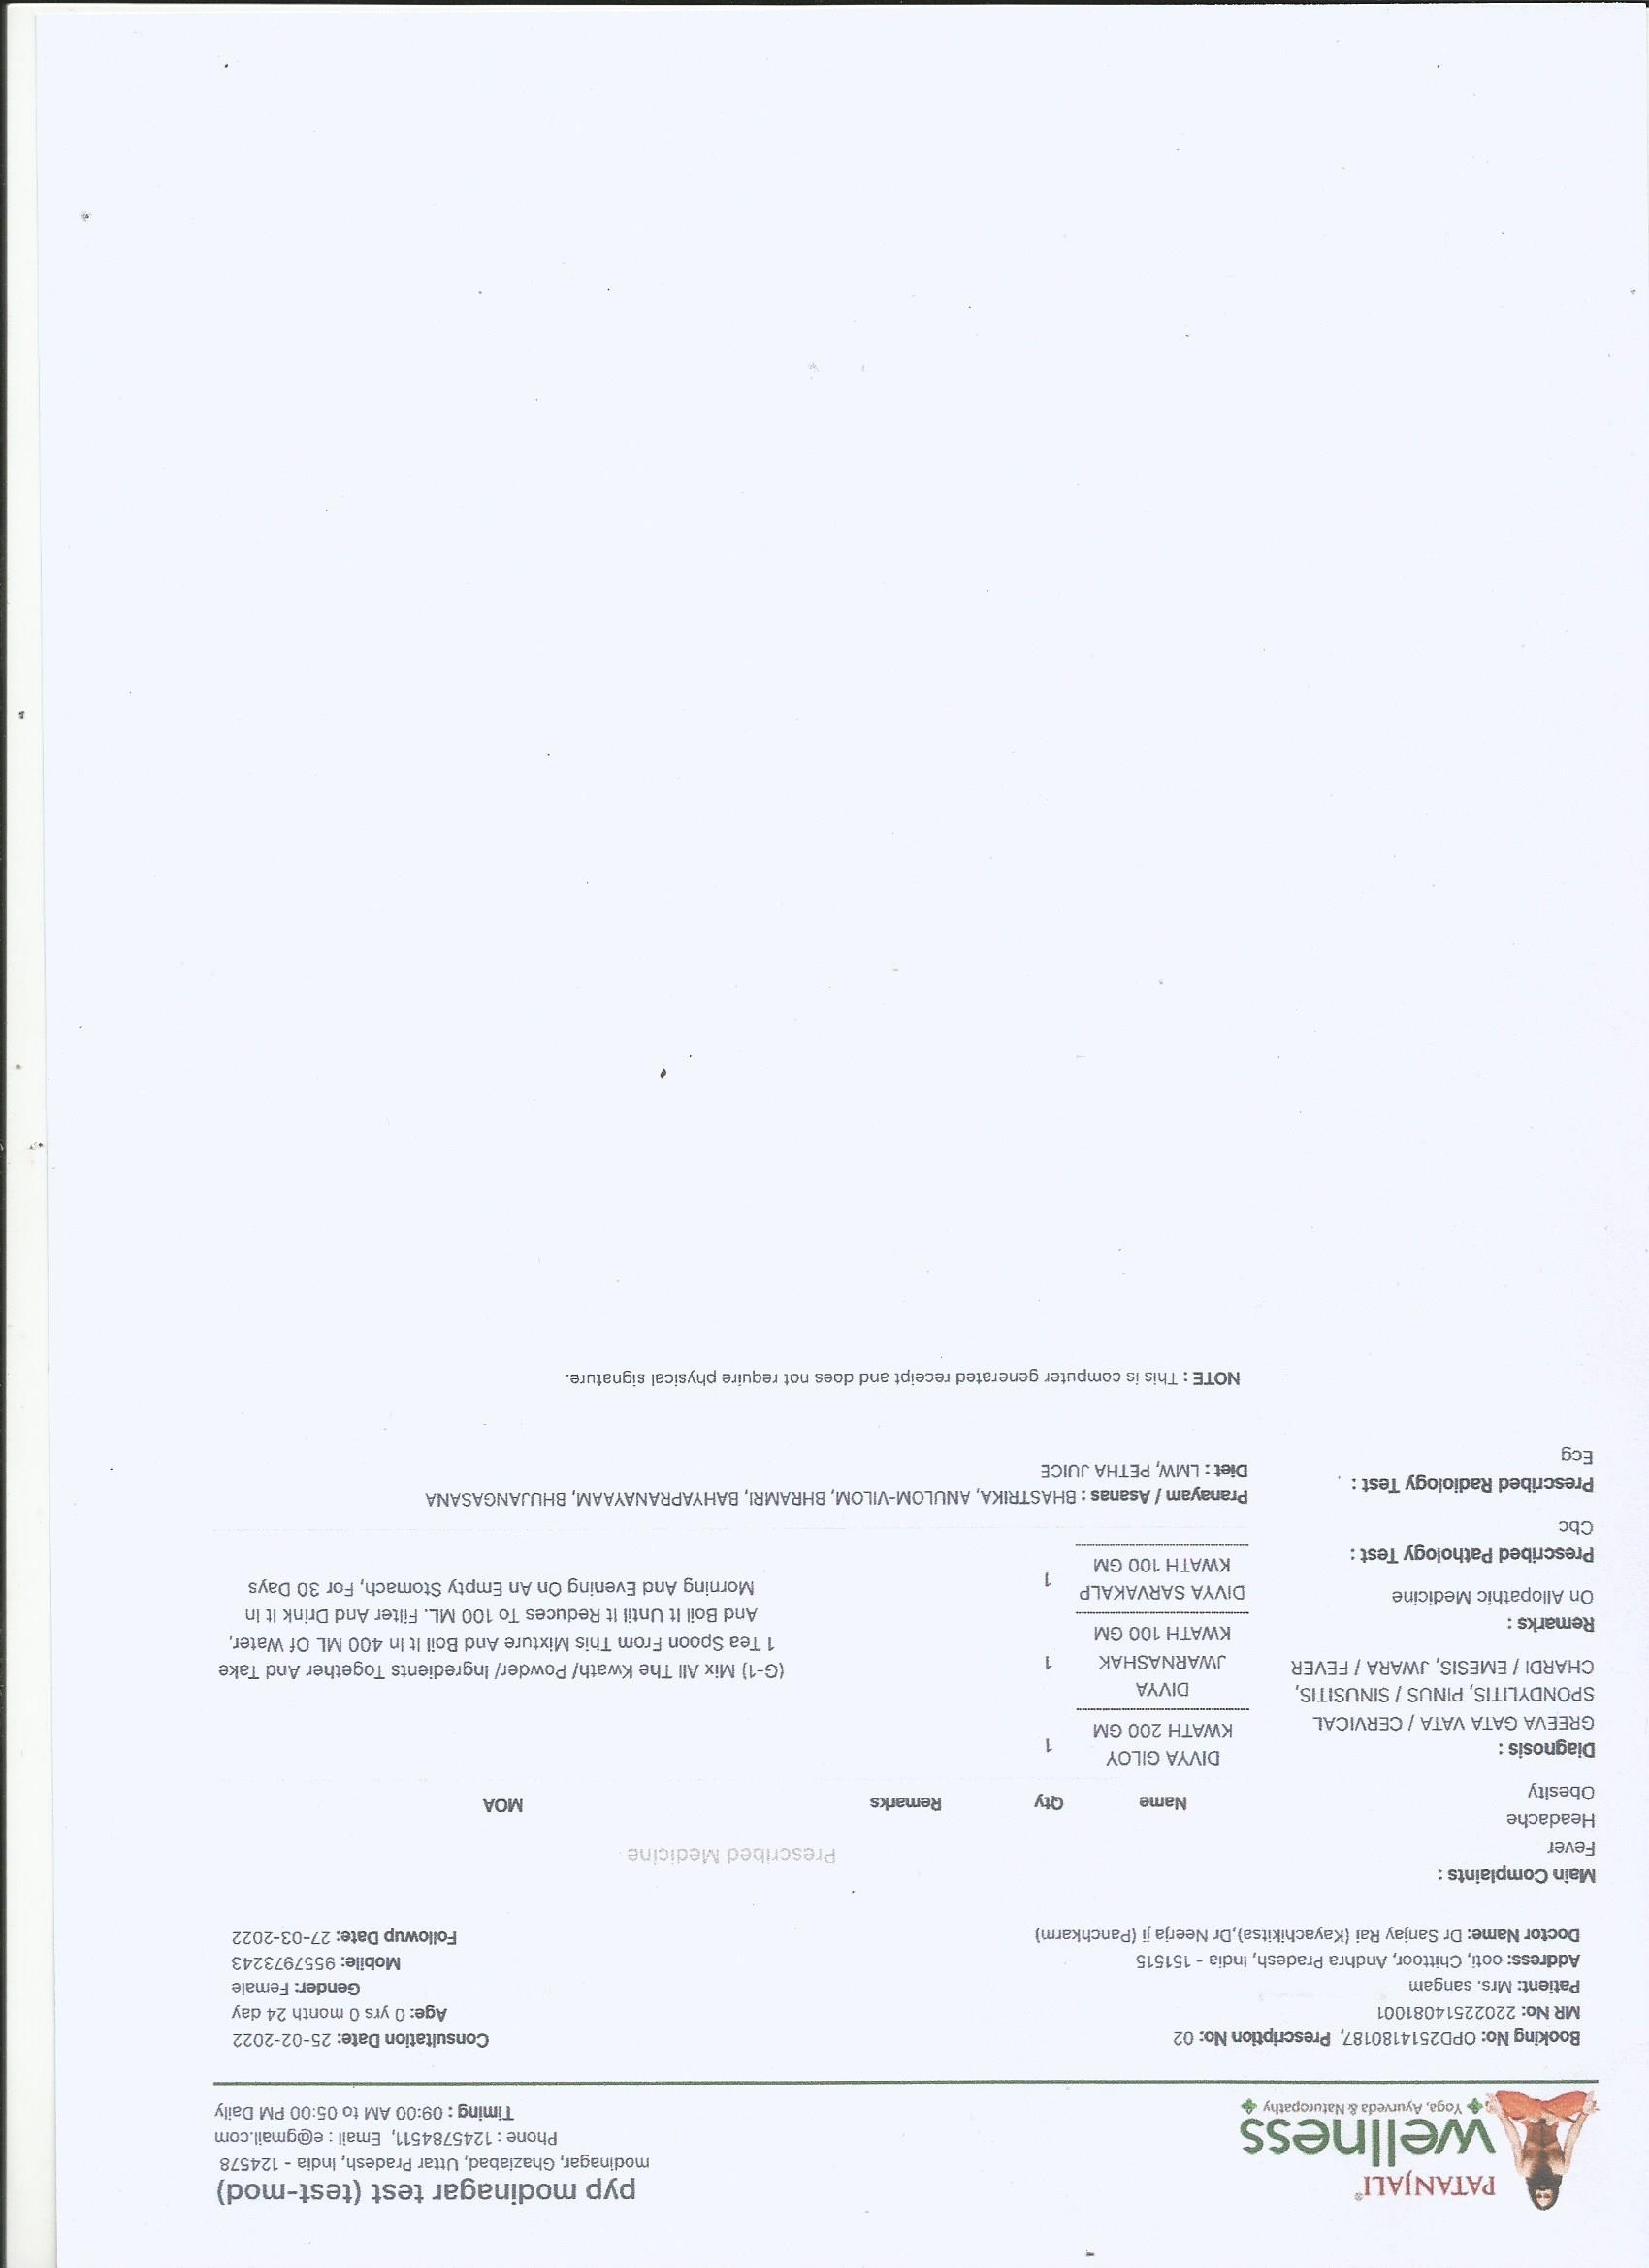 PATANJALI®
wellness
Yoga, Ayurveda & Naturopathy
pyp modinagar test (test-mod)
modinagar, Ghaziabad, Uttar Pradesh, India - 124578
Phone : 1245784511, Email : e@gmail.com
Timing : 09:00 AM to 05:00 PM Daily
Booking No: OPD2514180187, Prescription No: 02
MR No: 22022514081001
Patient: Mrs. sangam
Address: ooti, Chittoor, Andhra Pradesh, India - 151515
Doctor Name: Dr Sanjay Rai (Kayachikitsa),Dr Neerja ji (Panchkarm)
Consultation Date: 25-02-2022
Age: 0 yrs 0 month 24 day
Gender: Female
Mobile: 9557973243
Followup Date: 27-03-2022
Main Complaints :
Fever
Headache
Obesity
Diagnosis :
GREEVA GATA VATA / CERVICAL
SPONDYLITIS, PINUS / SINUSITIS,
CHARDI / EMESIS, JWARA / FEVER
Remarks :
On Allopathic Medicine
Prescribed Pathology Test :
Cbc
Prescribed Radiology Test :
Ecg
Prescribed Medicine
Name Qty Remarks MOA
DIVYA GILOY
KWATH 200 GM
1
DIVYA
JWARNASHAK
KWATH 100 GM
1
DIVYA SARVAKALP
KWATH 100 GM
1
(G-1) Mix All The Kwath/ Powder/ Ingredients Together And Take
1 Tea Spoon From This Mixture And Boil It In 400 ML Of Water,
And Boil It Until It Reduces To 100 ML. Filter And Drink It In
Morning And Evening On An Empty Stomach, For 30 Days
Pranayam / Asanas : BHASTRIKA, ANULOM-VILOM, BHRAMRI, BAHYAPRANAYAAM, BHUJANGASANA
Diet : LMW, PETHA JUICE
NOTE : This is computer generated receipt and does not require physical signature.